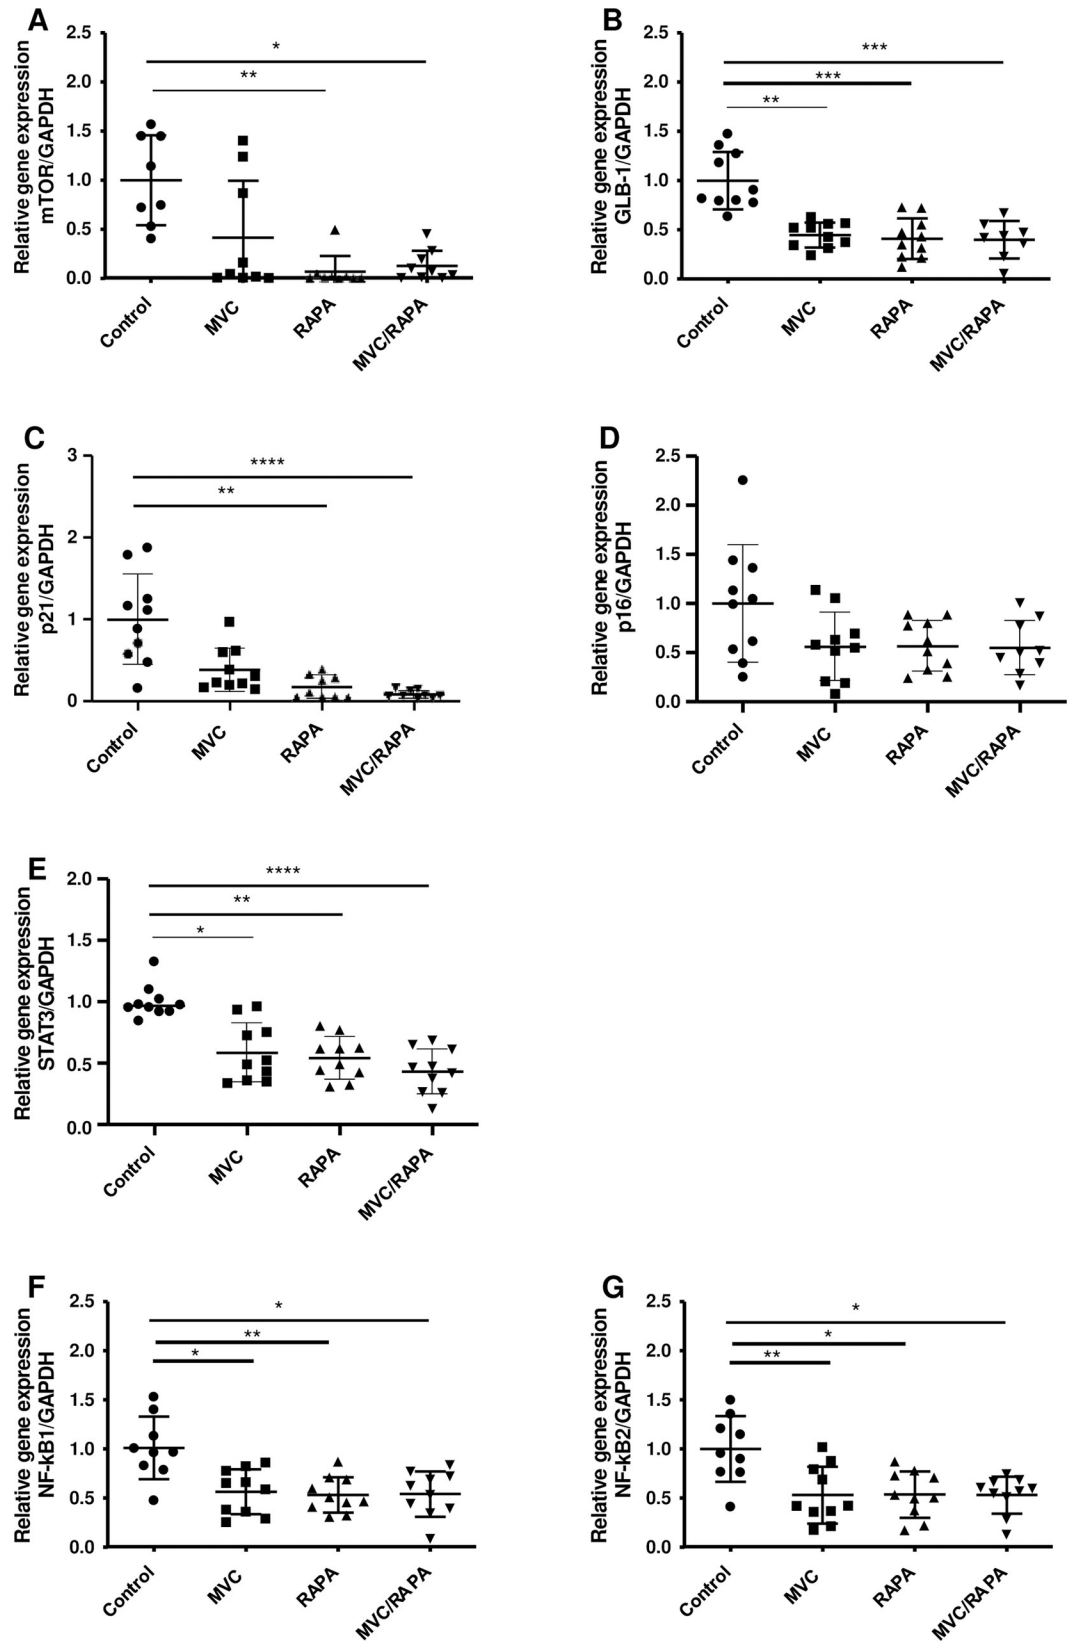 A
Relative gene expression
mTOR/GAPDH
2.5
2.0
1.5
1.0
0.5
0.0
*
**
Control
MVC
RAPA
MVC/RAPA
B
Relative gene expression
GLB-1/GAPDH
2.5
2.0
1.5
1.0
0.5
0.0
***
***
**
Control
MVC
RAPA
MVC/RAPA
C
Relative gene expression
p21/GAPDH
3
2
1
0
****
**
Control
MVC
RAPA
MVC/RAPA
D
Relative gene expression
p16/GAPDH
2.5
2.0
1.5
1.0
0.5
0.0
Control
MVC
RAPA
MVC/RAPA
E
Relative gene expression
STAT3/GAPDH
2.0
1.5
1.0
0.5
0.0
****
**
*
Control
MVC
RAPA
MVC/RAPA
F
Relative gene expression
NF-kB1/GAPDH
2.5
2.0
1.5
1.0
0.5
0.0
*
**
*
Control
MVC
RAPA
MVC/RAPA
G
Relative gene expression
NF-kB2/GAPDH
2.5
2.0
1.5
1.0
0.5
0.0
*
*
**
Control
MVC
RAPA
MVC/RAPA